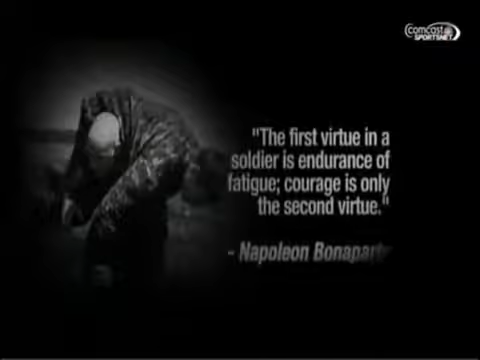 comcast
SPORTSNET
"The first virtue in a
soldier is endurance of
fatigue; courage is only
the second virtue."
- Napoleon Bonaparte